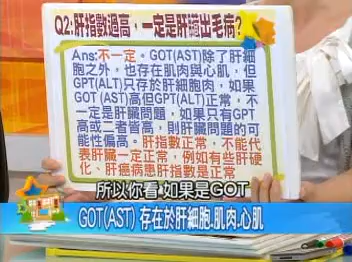 Q2:肝指數過高,一定是肝臟出毛病?
Ans:不一定。GOT(AST)除了肝細
胞之外,也存在肌肉與心肌,但
GPT(ALT)只存於肝細胞肉,如果
GOT(AST)高但GPT(ALT)正常,不
一定是肝臟問題,如果只有GPT
高或二者皆高,則肝臟問題的可
能性偏高。肝指數正常,不能代
表肝臟一定正常,例如有些肝硬
化、肝癌病患肝指數是正常
所以你看 如果是GOT
GOT(AST) 存在於肝細胞.肌肉.心肌